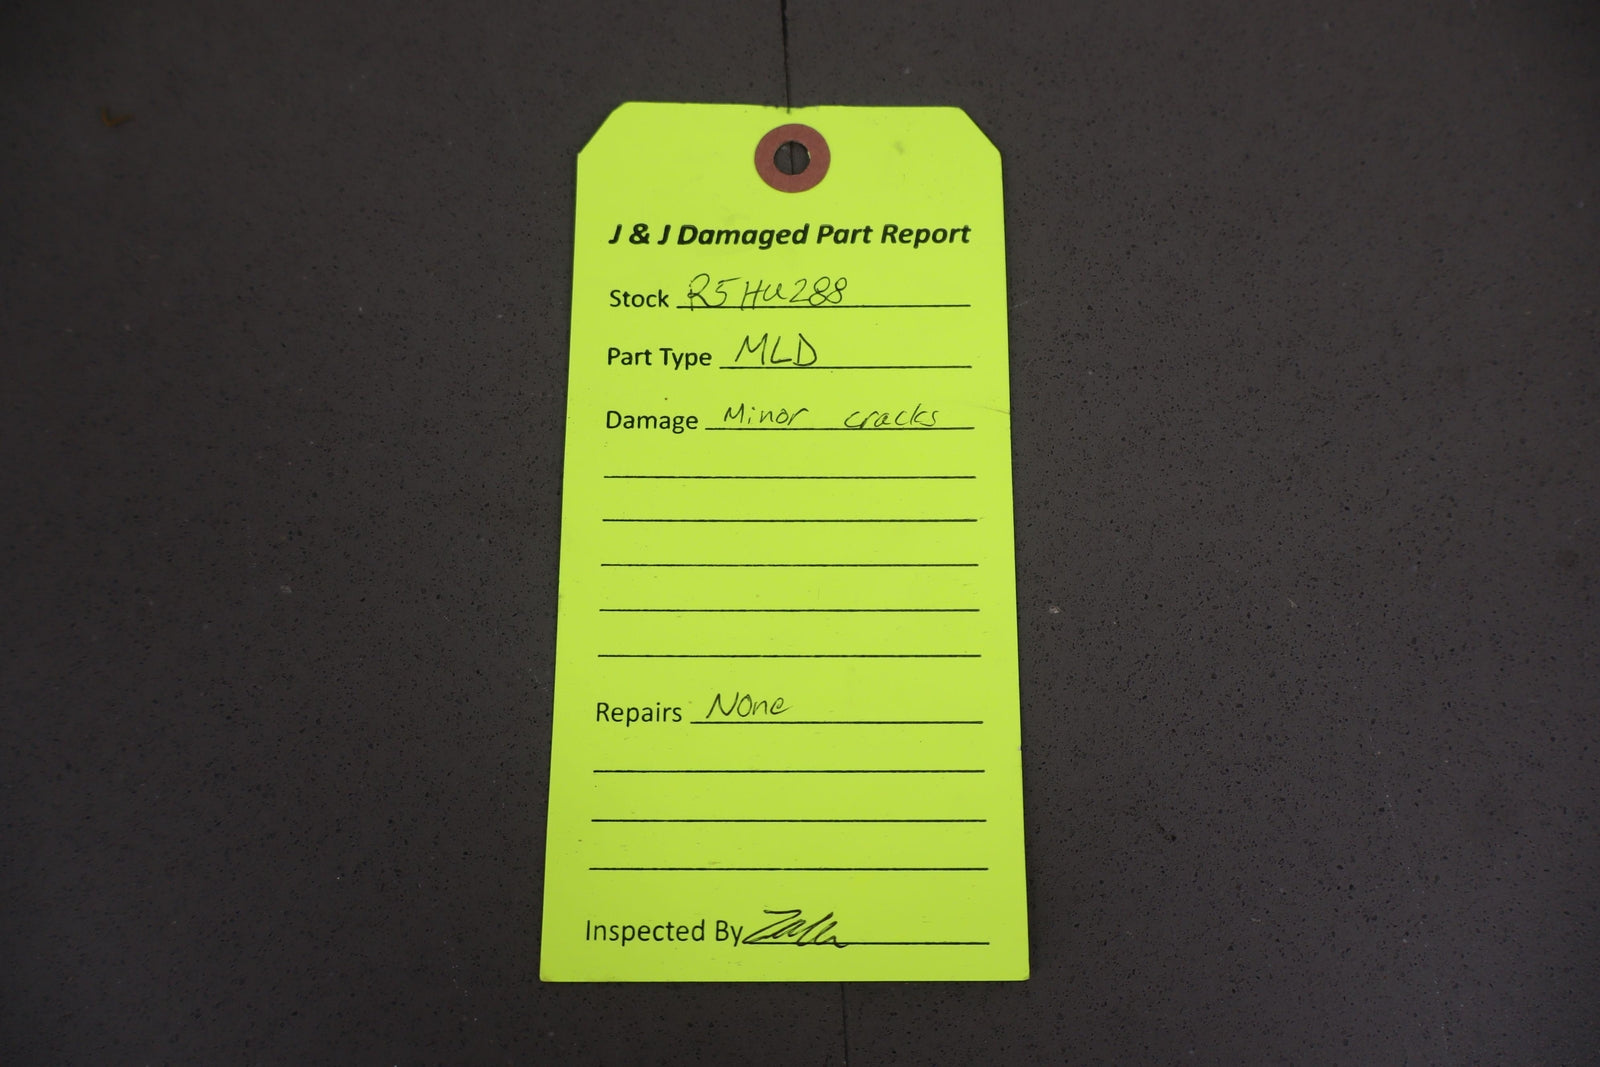 J & J Damaged Part Report
Stock R5HU288
Part Type MLD
Damage Minor cracks
Repairs None
Inspected By